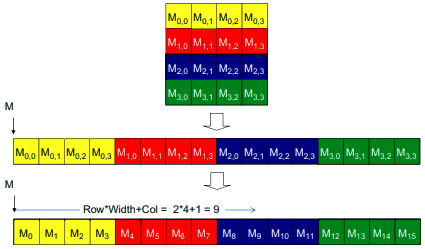 M0,0 M0,1 M0,2 M0,3
M1,0 M1,1 M1,2 M1,3
M2,0 M2,1 M2,2 M2,3
M3,0 M3,1 M3,2 M3,3
M
M0,0 M0,1 M0,2 M0,3 M1,0 M1,1 M1,2 M1,3 M2,0 M2,1 M2,2 M2,3 M3,0 M3,1 M3,2 M3,3
M
Row*Width+Col = 2*4+1 = 9
M0 M1 M2 M3 M4 M5 M6 M7 M8 M9 M10 M11 M12 M13 M14 M15